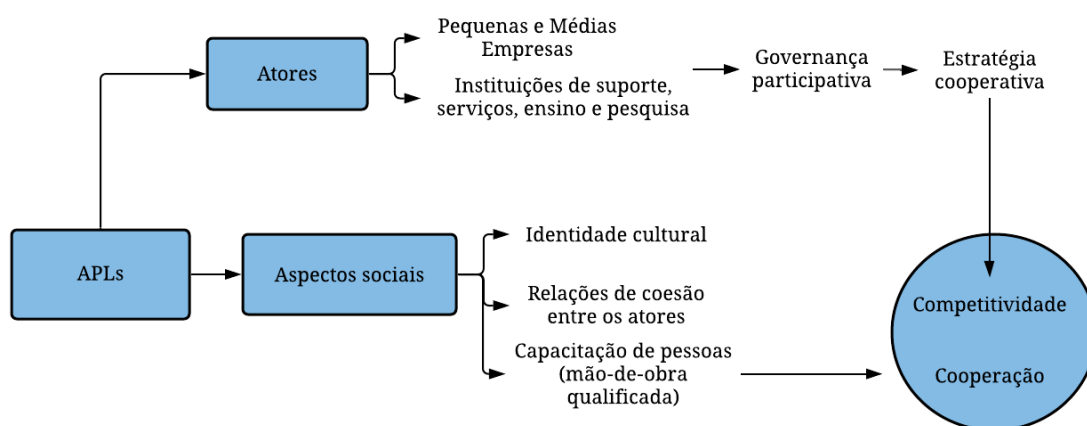 Pequenas e Médias
Empresas
Atores
Instituições de suporte,
serviços, ensino e pesquisa
Governança
participativa
Estratégia
cooperativa
APLs
Aspectos sociais
Identidade cultural
Relações de coesão
entre os atores
Capacitação de pessoas
(mão-de-obra
qualificada)
Competitividade
Cooperação